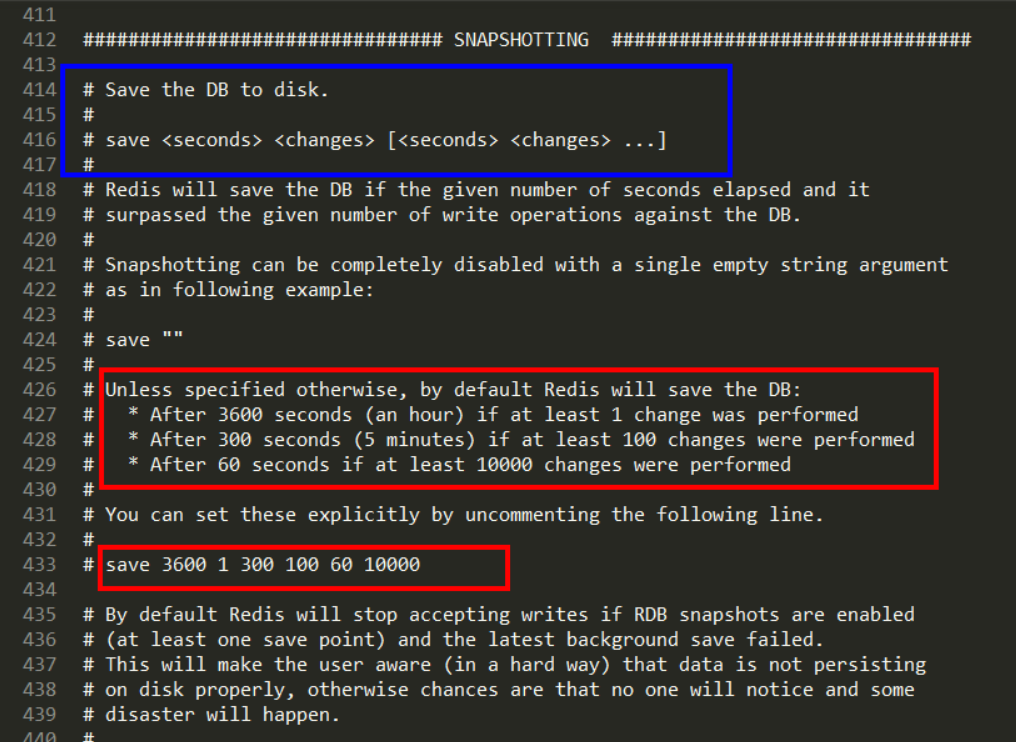 411
412 ################################ SNAPSHOTTING  ################################
413
414 # Save the DB to disk.
415 #
416 # save <seconds> <changes> [<seconds> <changes> ...]
417 #
418 # Redis will save the DB if the given number of seconds elapsed and it
419 # surpassed the given number of write operations against the DB.
420 #
421 # Snapshotting can be completely disabled with a single empty string argument
422 # as in following example:
423 #
424 # save ""
425 #
426 # Unless specified otherwise, by default Redis will save the DB:
427 #   * After 3600 seconds (an hour) if at least 1 change was performed
428 #   * After 300 seconds (5 minutes) if at least 100 changes were performed
429 #   * After 60 seconds if at least 10000 changes were performed
430 #
431 # You can set these explicitly by uncommenting the following line.
432 #
433 # save 3600 1 300 100 60 10000
434
435 # By default Redis will stop accepting writes if RDB snapshots are enabled
436 # (at least one save point) and the latest background save failed.
437 # This will make the user aware (in a hard way) that data is not persisting
438 # on disk properly, otherwise chances are that no one will notice and some
439 # disaster will happen.
440 #